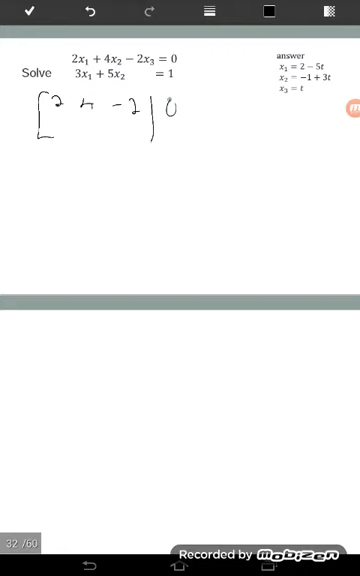 2x₁ + 4x₂ − 2x₃ = 0
Solve 3x₁ + 5x₂ = 1
answer
x₁ = 2 − 5t
x₂ = −1 + 3t
x₃ = t
[2 4 -2 | 0
32 /60
Recorded by mobizen